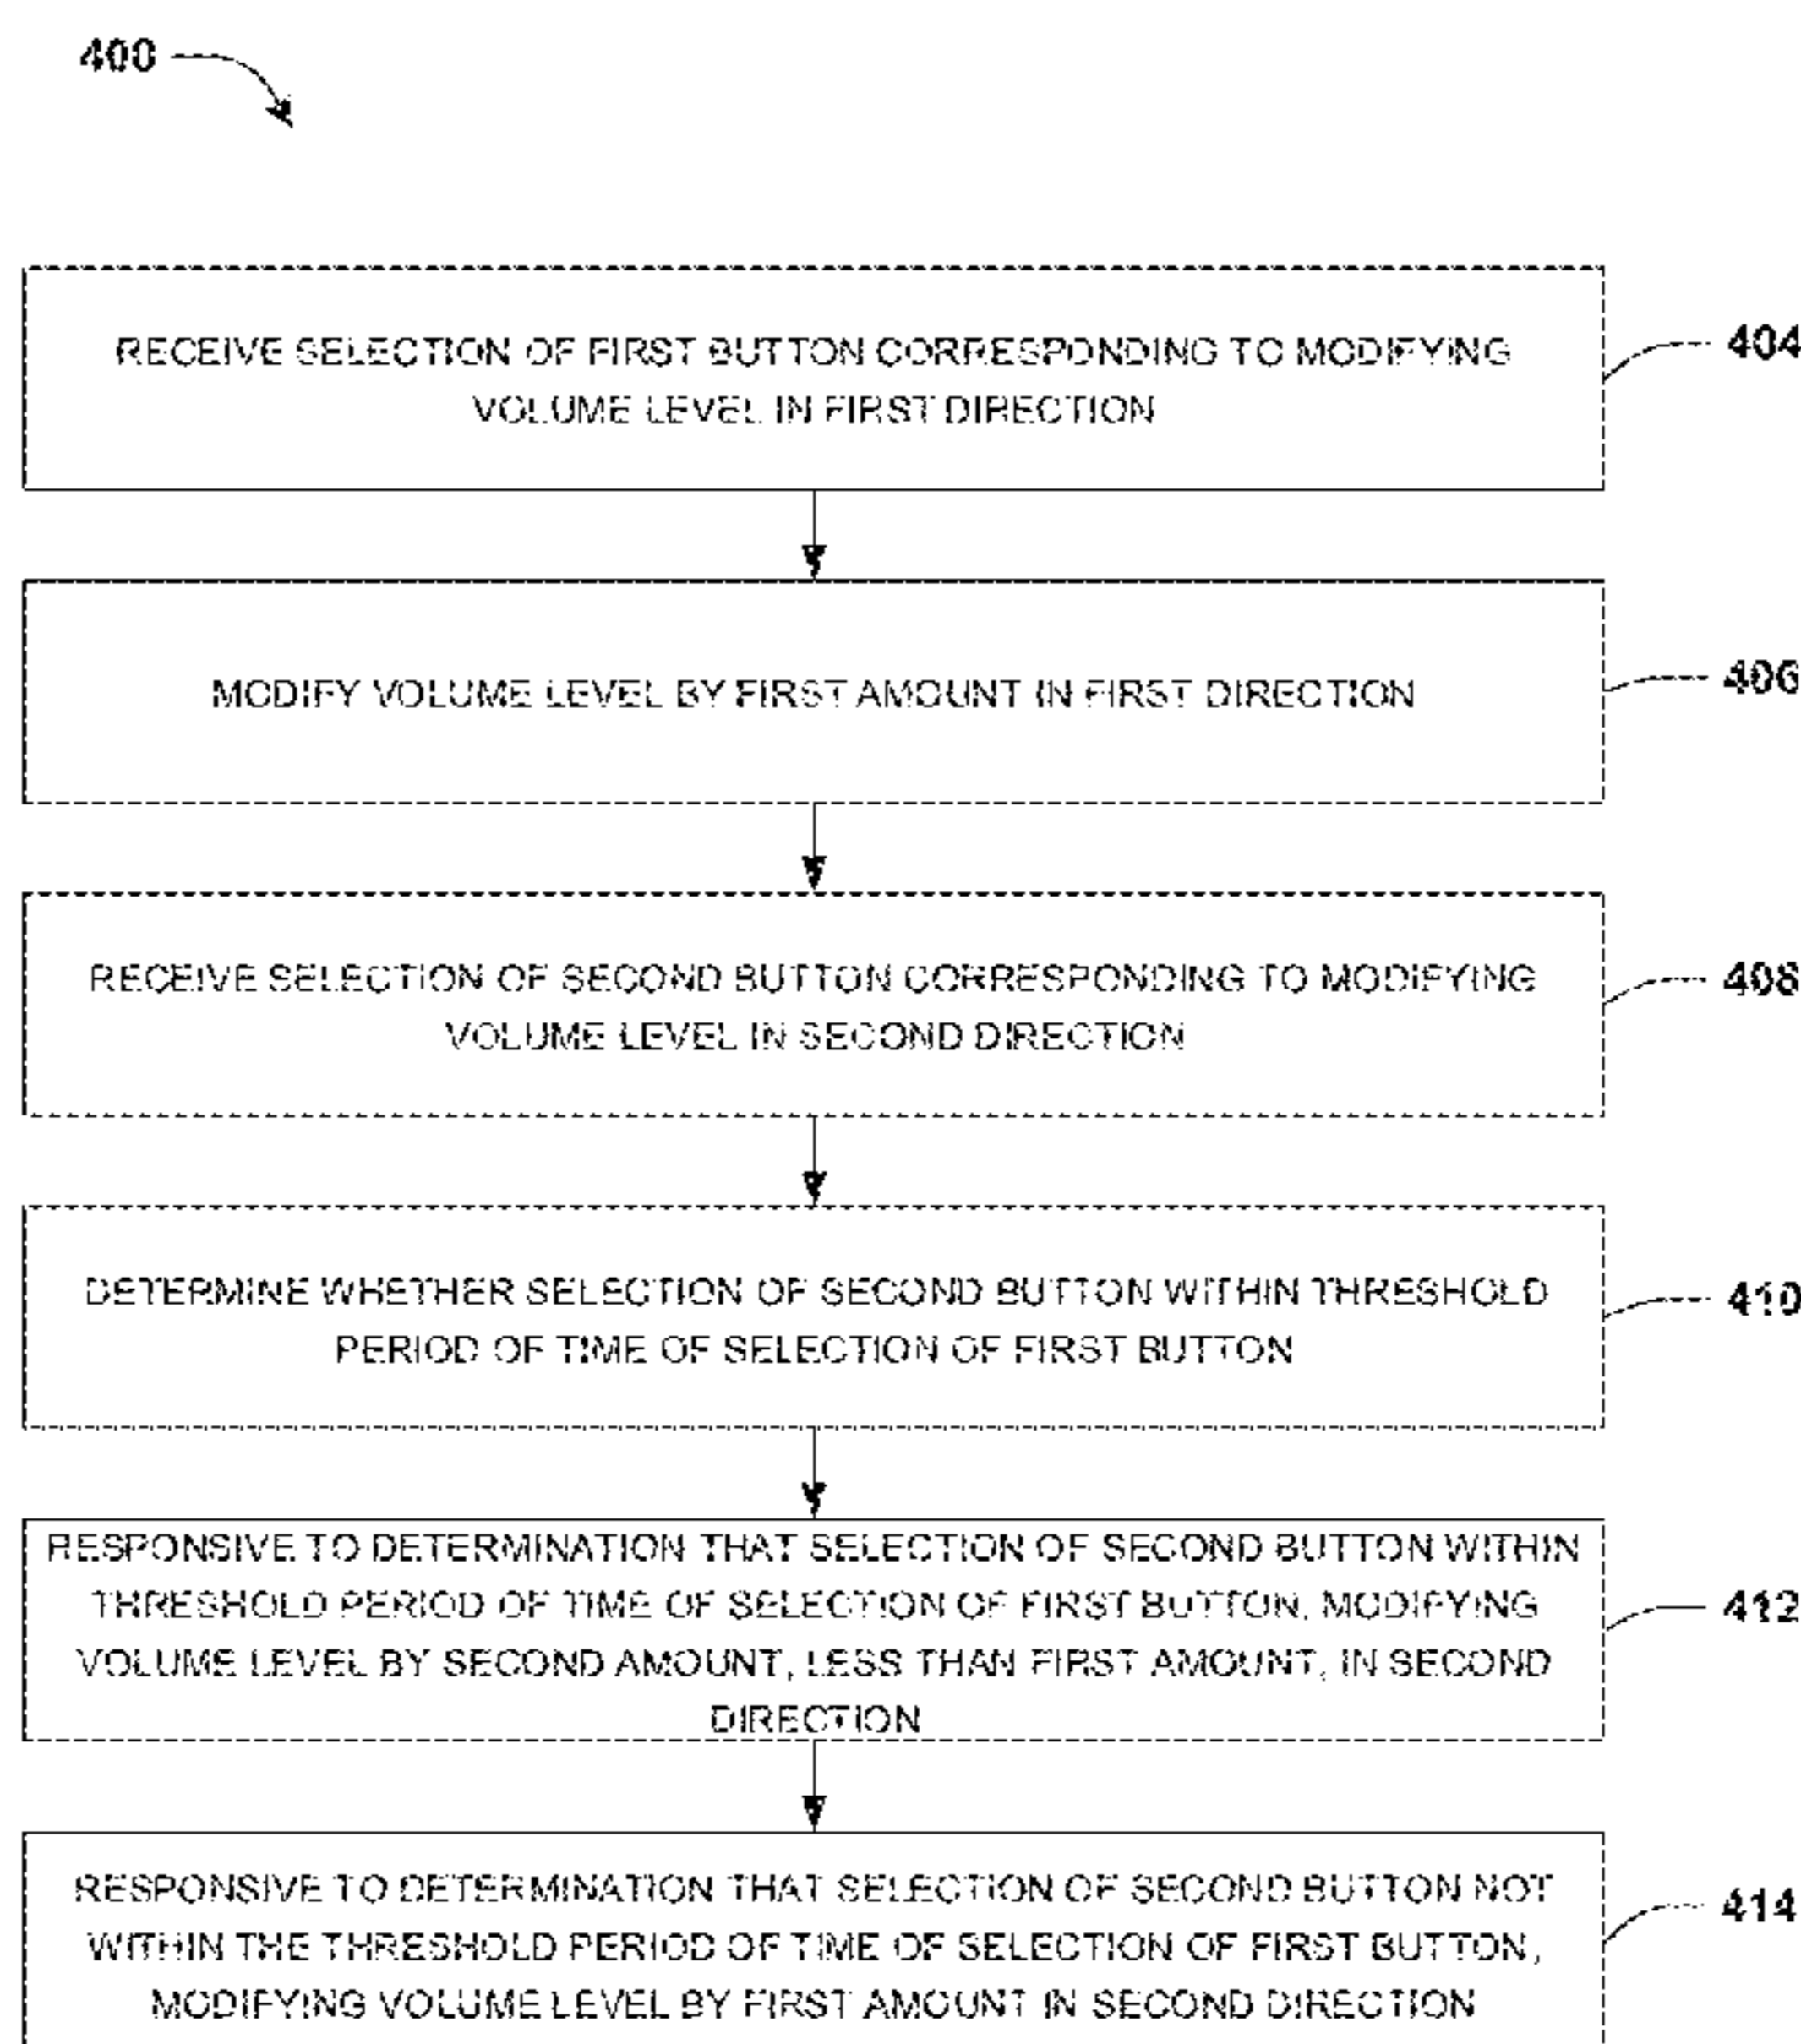 400
RECEIVE SELECTION OF FIRST BUTTON CORRESPONDING TO MODIFYING
VOLUME LEVEL IN FIRST DIRECTION
404
MODIFY VOLUME LEVEL BY FIRST AMOUNT IN FIRST DIRECTION
406
RECEIVE SELECTION OF SECOND BUTTON CORRESPONDING TO MODIFYING
VOLUME LEVEL IN SECOND DIRECTION
408
DETERMINE WHETHER SELECTION OF SECOND BUTTON WITHIN THRESHOLD
PERIOD OF TIME OF SELECTION OF FIRST BUTTON
410
RESPONSIVE TO DETERMINATION THAT SELECTION OF SECOND BUTTON WITHIN
THRESHOLD PERIOD OF TIME OF SELECTION OF FIRST BUTTON, MODIFYING
VOLUME LEVEL BY SECOND AMOUNT, LESS THAN FIRST AMOUNT, IN SECOND
DIRECTION
412
RESPONSIVE TO DETERMINATION THAT SELECTION OF SECOND BUTTON NOT
WITHIN THE THRESHOLD PERIOD OF TIME OF SELECTION OF FIRST BUTTON,
MODIFYING VOLUME LEVEL BY FIRST AMOUNT IN SECOND DIRECTION
414